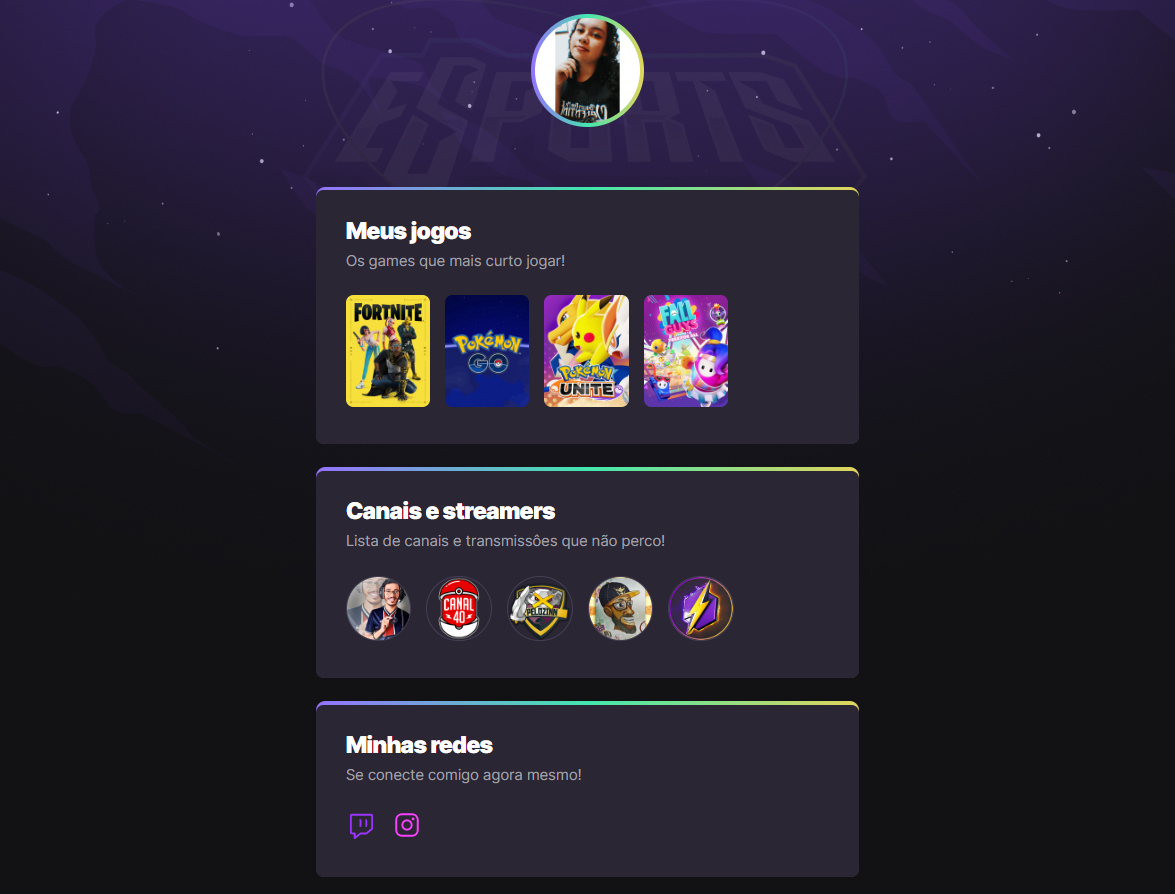 ESPORTS
Meus jogos
Os games que mais curto jogar!
FORTNITE
POKÉMON
GO
POKÉMON
UNITE
FALL
GUYS
Canais e streamers
Lista de canais e transmissões que não perco!
CANAL
40
Minhas redes
Se conecte comigo agora mesmo!